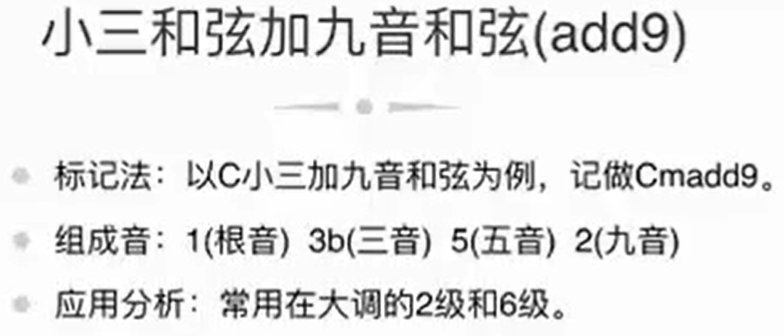 小三和弦加九音和弦(add9)
标记法：以C小三加九音和弦为例，记做Cmadd9。
组成音：1(根音) 3b(三音) 5(五音) 2(九音)
应用分析：常用在大调的2级和6级。